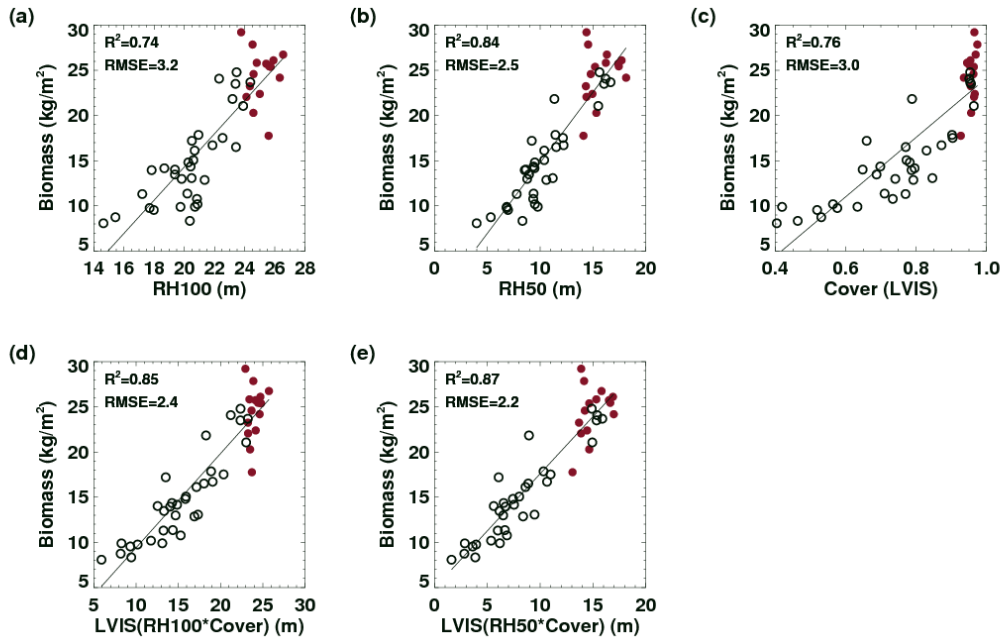 (a)
R²=0.74
RMSE=3.2
Biomass (kg/m²)
30
25
20
15
10
5
14 16 18 20 22 24 26 28
RH100 (m)
(b)
R²=0.84
RMSE=2.5
Biomass (kg/m²)
30
25
20
15
10
5
0 5 10 15 20
RH50 (m)
(c)
R²=0.76
RMSE=3.0
Biomass (kg/m²)
30
25
20
15
10
5
0.4 0.6 0.8 1.0
Cover (LVIS)
(d)
R²=0.85
RMSE=2.4
Biomass (kg/m²)
30
25
20
15
10
5
5 10 15 20 25 30
LVIS(RH100*Cover) (m)
(e)
R²=0.87
RMSE=2.2
Biomass (kg/m²)
30
25
20
15
10
5
0 5 10 15 20
LVIS(RH50*Cover) (m)